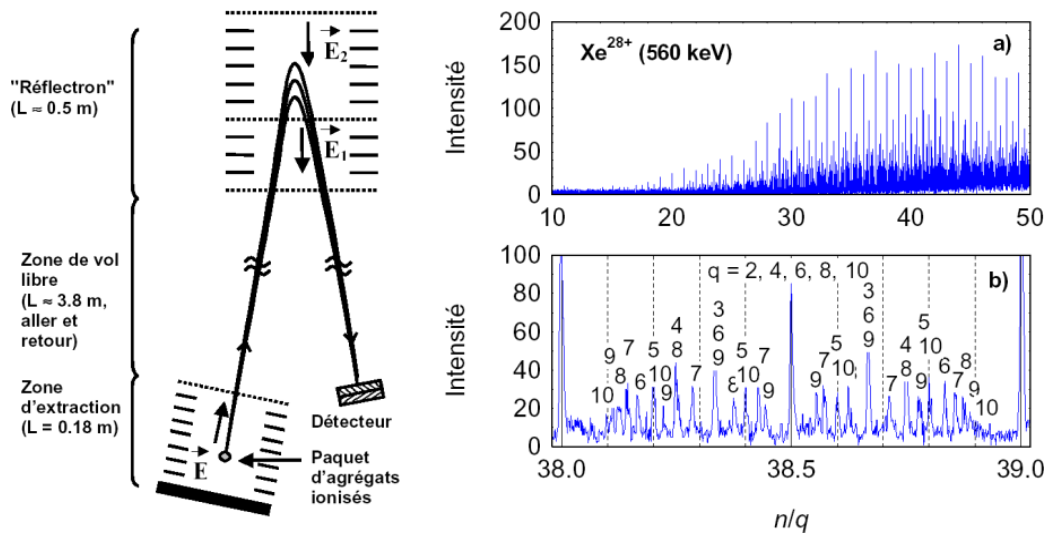 "Réflectron"
(L ≈ 0.5 m)
Zone de vol
libre
(L ≈ 3.8 m,
aller et
retour)
Zone
d'extraction
(L = 0.18 m)
E₂
E₁
E
Détecteur
Paquet
d'agrégats
ionisés
Xe²⁸⁺ (560 keV)
a)
Intensité
200
150
100
50
0
10 20 30 40 50
q = 2, 4, 6, 8, 10
b)
Intensité
100
80
60
40
20
0
9 7 5 4 3 5 7 7 5 3 4 5 8
10 8 6 10 8 6 10 9 9 10 6 8 10 6 7 9
9 7 9 9 7 9 10
38.0 38.5 39.0
n/q